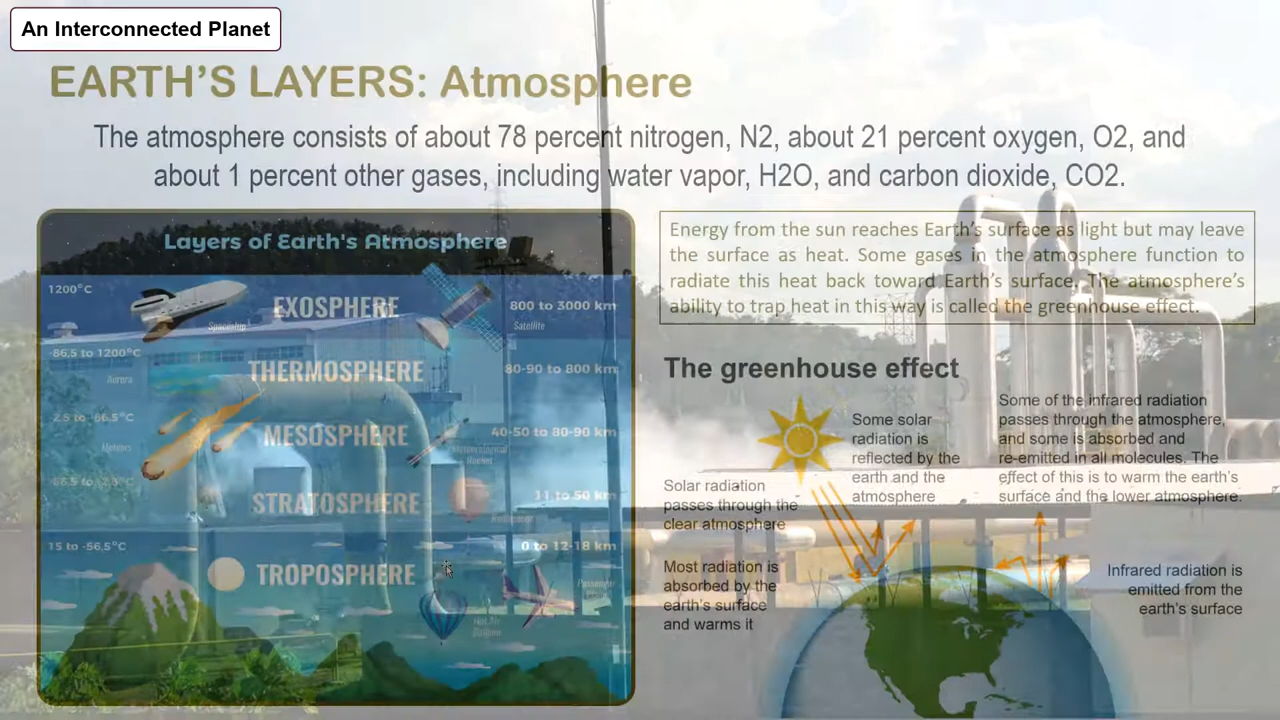 An Interconnected Planet
EARTH'S LAYERS: Atmosphere
The atmosphere consists of about 78 percent nitrogen, N2, about 21 percent oxygen, O2, and
about 1 percent other gases, including water vapor, H2O, and carbon dioxide, CO2.
Layers of Earth's Atmosphere
1200°C
EXOSPHERE
800 to 3000 km
Spaceship
Satellite
-86.5 to 1200°C
THERMOSPHERE
80-90 to 800 km
Aurora
2.5 to -86.5°C
MESOSPHERE
40-50 to 80-90 km
Meteors
Meteorological
Rocket
STRATOSPHERE
11 to 50 km
15 to -56.5°C
TROPOSPHERE
0 to 12-18 km
Hot Air
Balloon
Energy from the sun reaches Earth's surface as light but may leave
the surface as heat. Some gases in the atmosphere function to
radiate this heat back toward Earth's surface. The atmosphere's
ability to trap heat in this way is called the greenhouse effect.
The greenhouse effect
Some solar
radiation is
reflected by the
earth and the
atmosphere
Some of the infrared radiation
passes through the atmosphere,
and some is absorbed and
re-emitted in all molecules. The
effect of this is to warm the earth's
surface and the lower atmosphere.
Solar radiation
passes through the
clear atmosphere
Most radiation is
absorbed by the
earth's surface
and warms it
Infrared radiation is
emitted from the
earth's surface